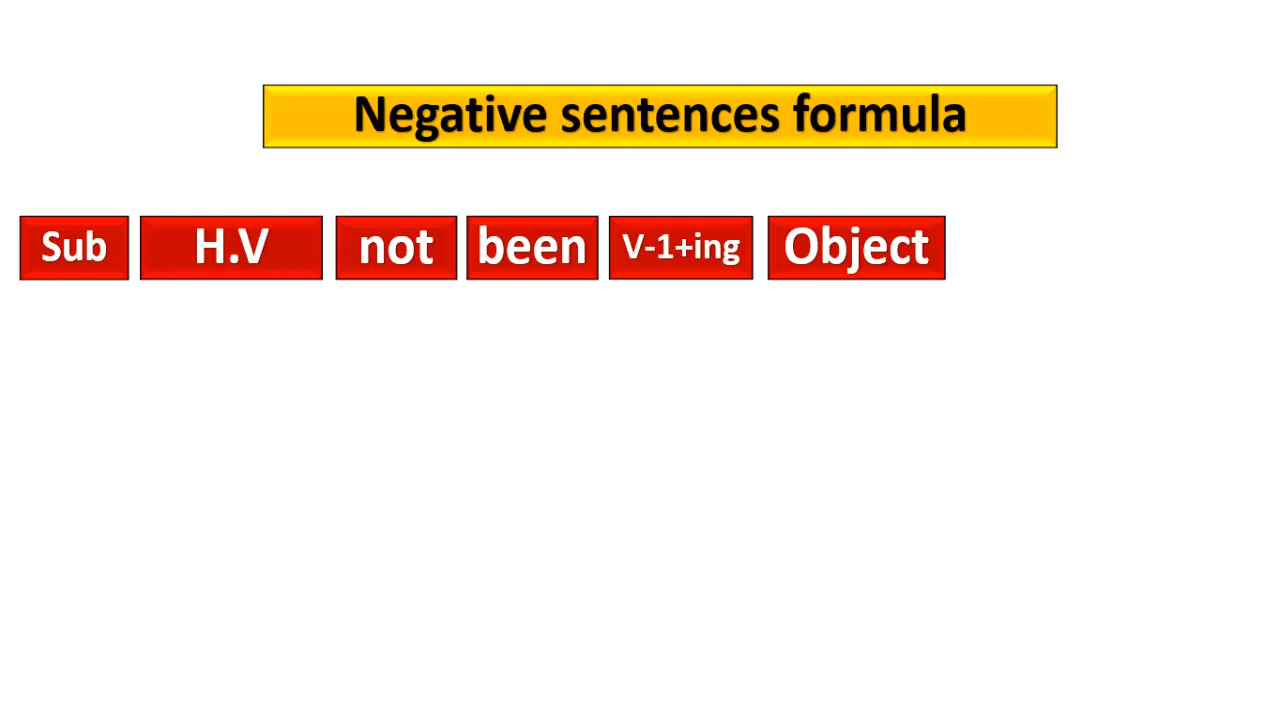 Negative sentences formula
Sub H.V not been V-1+ing Object